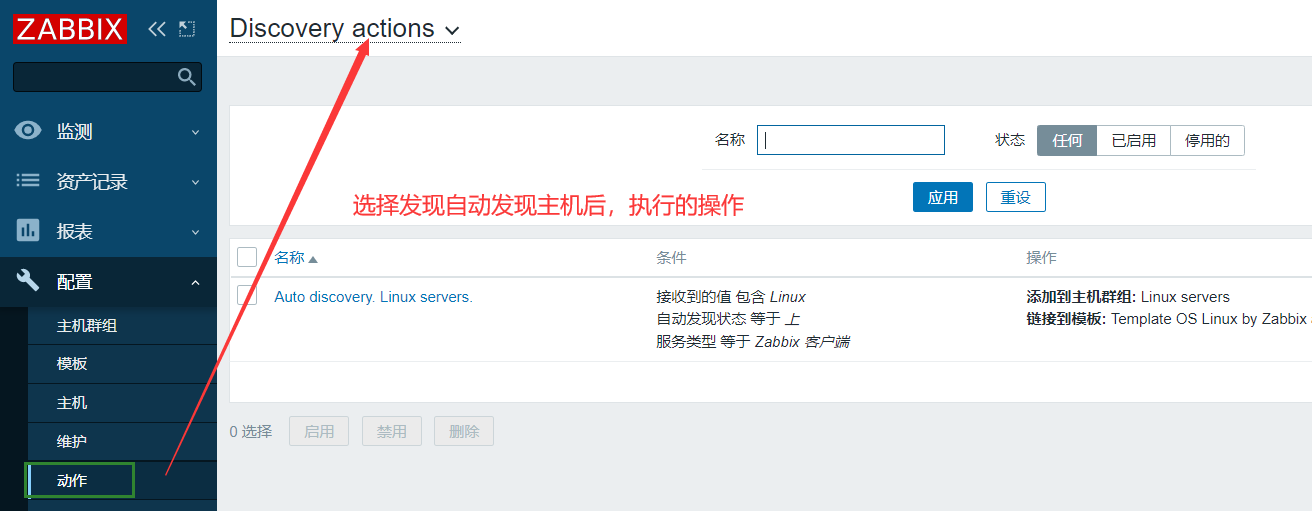 ZABBIX
Discovery actions
监测
资产记录
报表
配置
主机群组
模板
主机
维护
动作
名称
状态 任何 已启用 停用的
选择发现自动发现主机后，执行的操作
应用 重设
名称 条件 操作
Auto discovery. Linux servers.
接收到的值 包含 Linux
自动发现状态 等于 上
服务类型 等于 Zabbix 客户端
添加到主机群组: Linux servers
链接到模板: Template OS Linux by Zabbix
0 选择 启用 禁用 删除